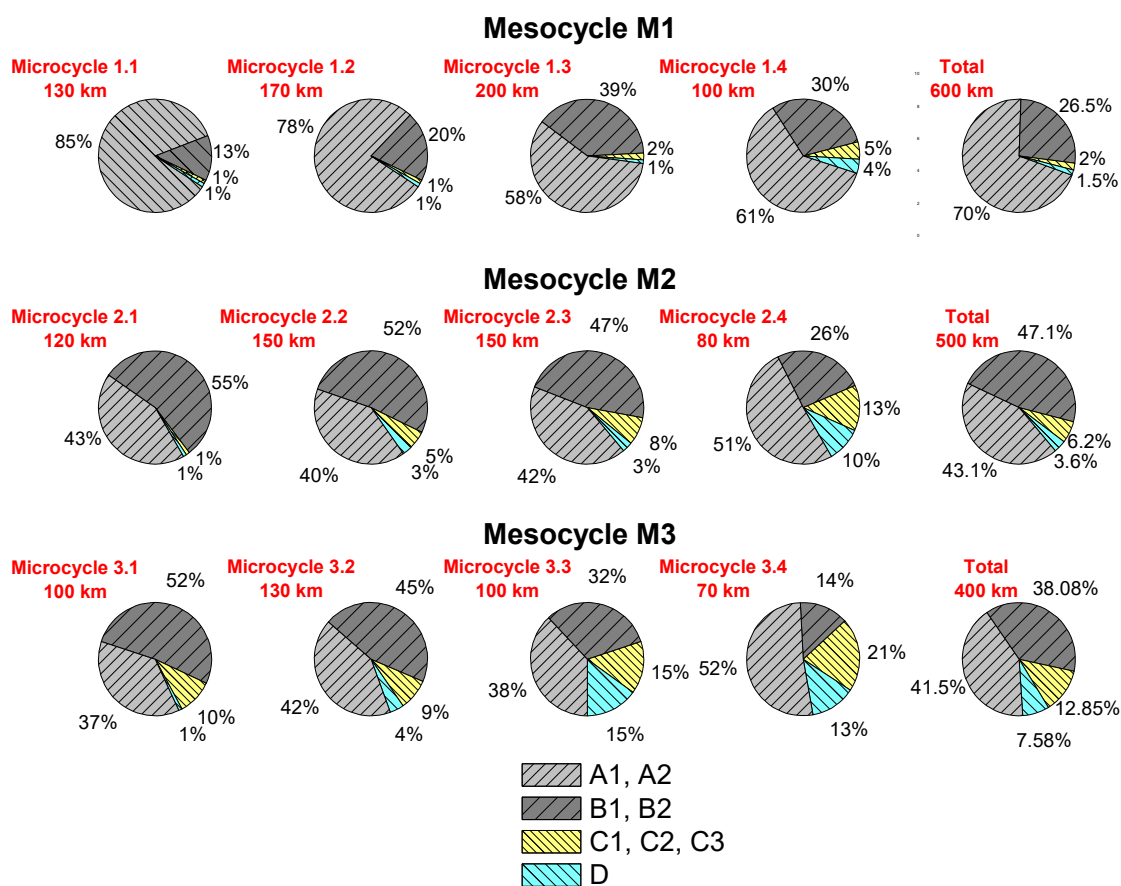 Mesocycle M1
Microcycle 1.1
130 km
85%
13%
1%
1%
Microcycle 1.2
170 km
78%
20%
1%
1%
Microcycle 1.3
200 km
39%
2%
1%
58%
Microcycle 1.4
100 km
30%
5%
4%
61%
10
8
6
4
2
0
Total
600 km
26.5%
2%
1.5%
70%
Mesocycle M2
Microcycle 2.1
120 km
55%
43%
1%
1%
Microcycle 2.2
150 km
52%
5%
3%
40%
Microcycle 2.3
150 km
47%
8%
3%
42%
Microcycle 2.4
80 km
26%
13%
10%
51%
Total
500 km
47.1%
6.2%
3.6%
43.1%
Mesocycle M3
Microcycle 3.1
100 km
52%
10%
1%
37%
Microcycle 3.2
130 km
45%
9%
4%
42%
Microcycle 3.3
100 km
32%
15%
15%
38%
Microcycle 3.4
70 km
14%
21%
13%
52%
Total
400 km
38.08%
12.85%
7.58%
41.5%
A1, A2
B1, B2
C1, C2, C3
D